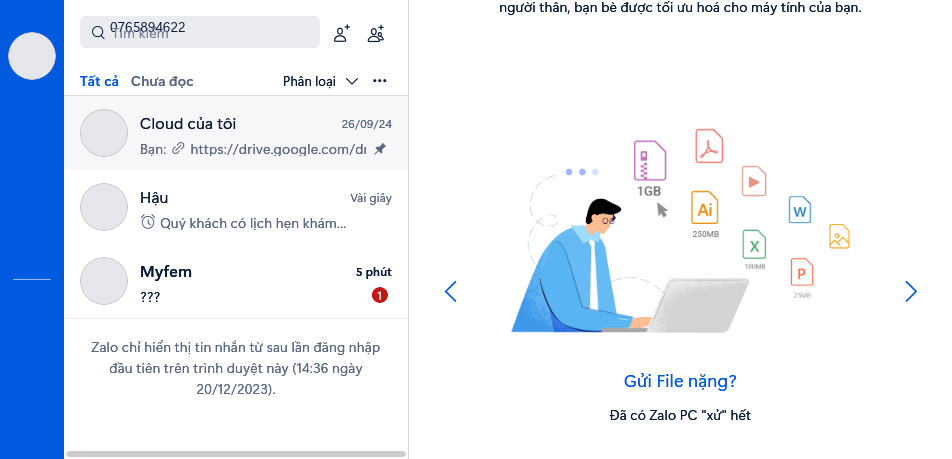 0765894622
Tìm kiếm
Tất cả Chưa đọc Phân loại
Cloud của tôi 26/09/24
Bạn: https://drive.google.com/dr
Hậu Vài giây
Quý khách có lịch hẹn khám...
Myfem 5 phút
??? 1
Zalo chỉ hiển thị tin nhắn từ sau lần đăng nhập
đầu tiên trên trình duyệt này (14:36 ngày
20/12/2023).
người thân, bạn bè được tối ưu hoá cho máy tính của bạn.
1GB
Ai
250MB
W
X
100MB
P
25MB
Gửi File nặng?
Đã có Zalo PC "xử" hết